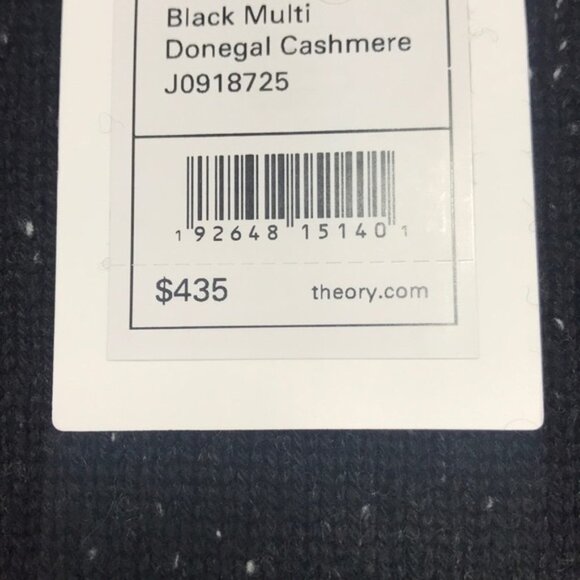 Black Multi
Donegal Cashmere
J0918725
1 92648 15140 1
$435 theory.com